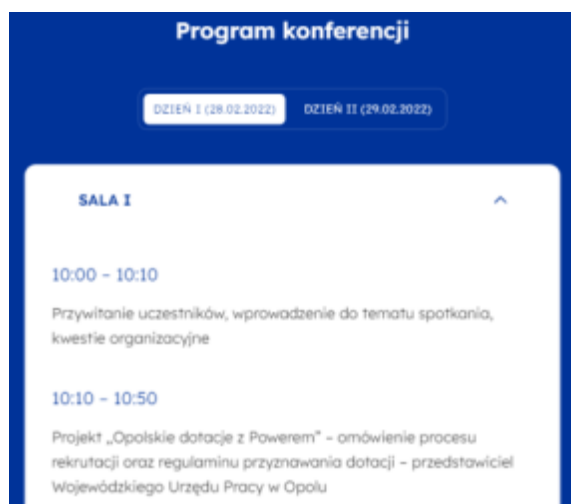 Program konferencji
DZIEŃ I (28.02.2022)
DZIEŃ II (29.02.2022)
SALA I
10:00 – 10:10
Przywitanie uczestników, wprowadzenie do tematu spotkania,
kwestie organizacyjne
10:10 – 10:50
Projekt „Opolskie dotacje z Powerem” – omówienie procesu
rekrutacji oraz regulaminu przyznawania dotacji – przedstawiciel
Wojewódzkiego Urzędu Pracy w Opolu